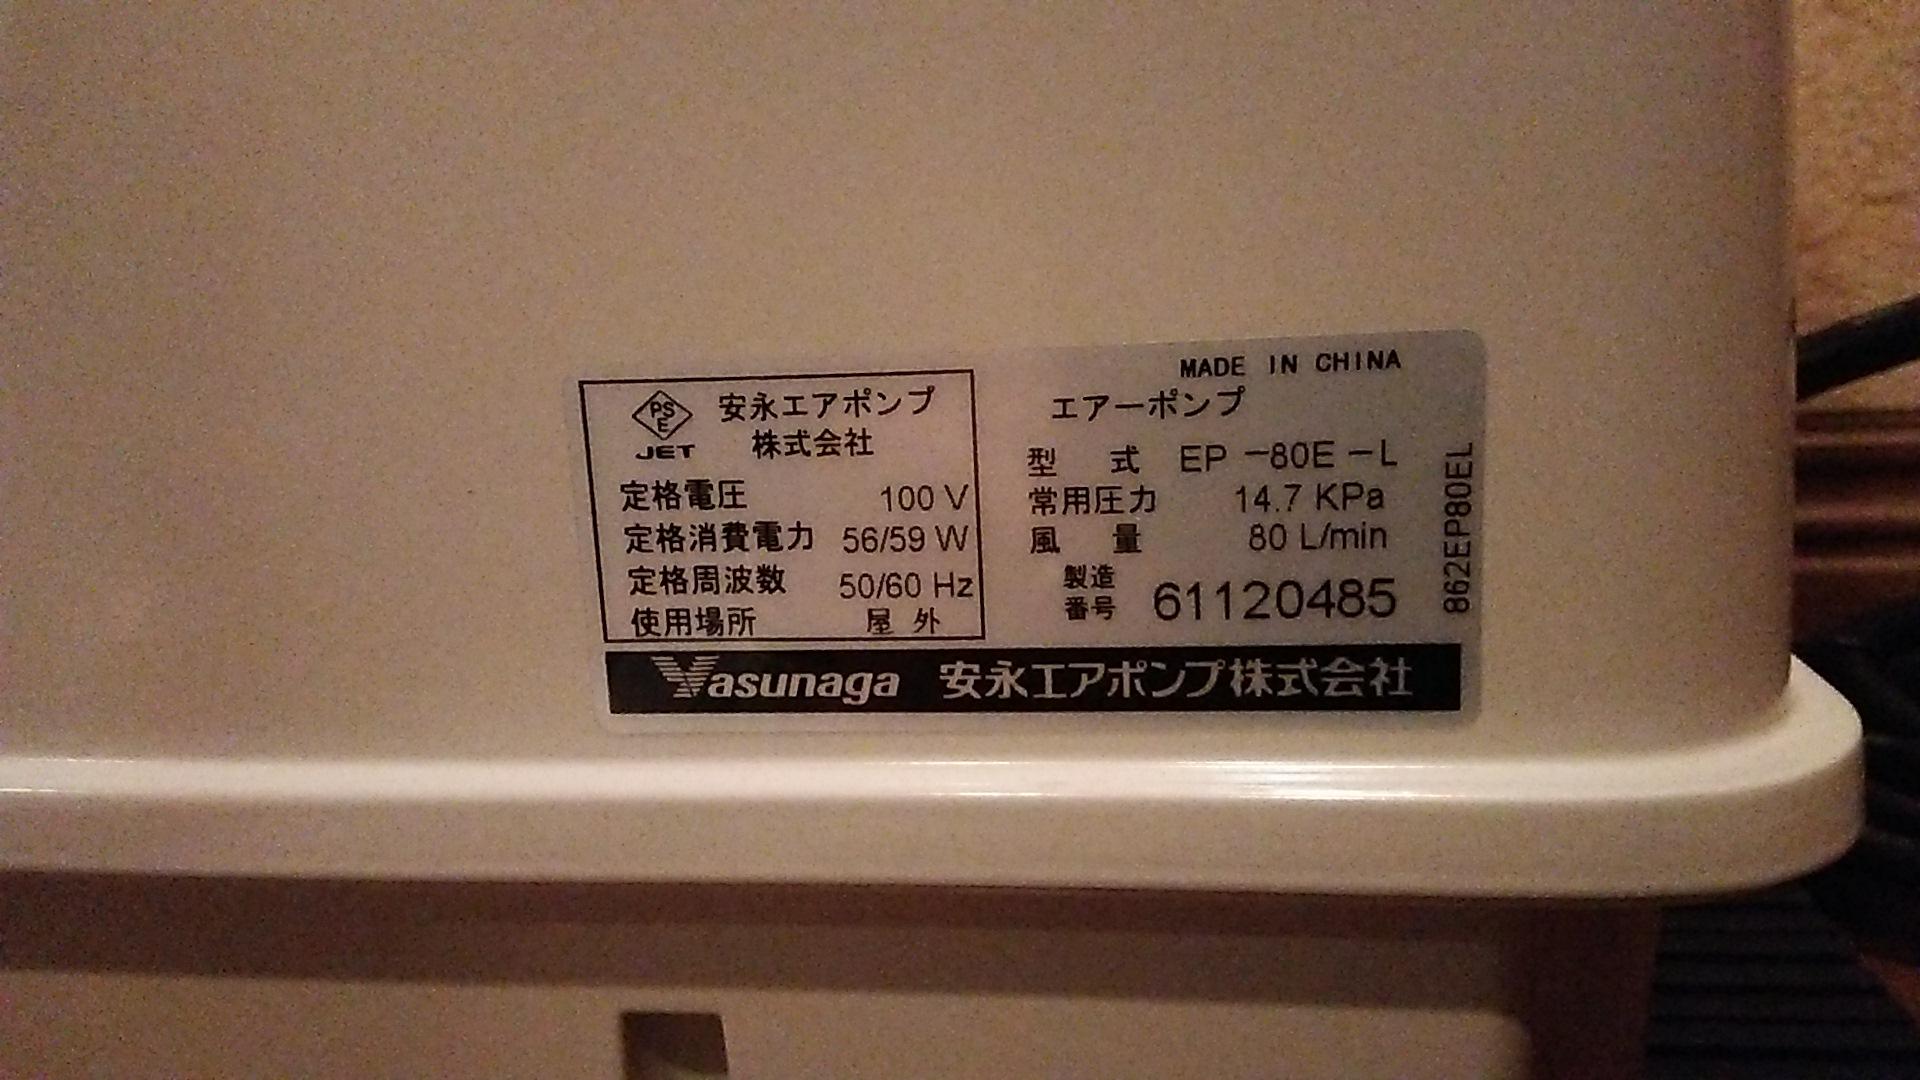 PSE
JET
安永エアポンプ
株式会社
定格電圧 100 V
定格消費電力 56/59 W
定格周波数 50/60 Hz
使用場所 屋外
MADE IN CHINA
エアーポンプ
型式 EP-80E-L
常用圧力 14.7 KPa
風量 80 L/min
製造
番号 61120485
862EP80EL
Yasunaga 安永エアポンプ株式会社